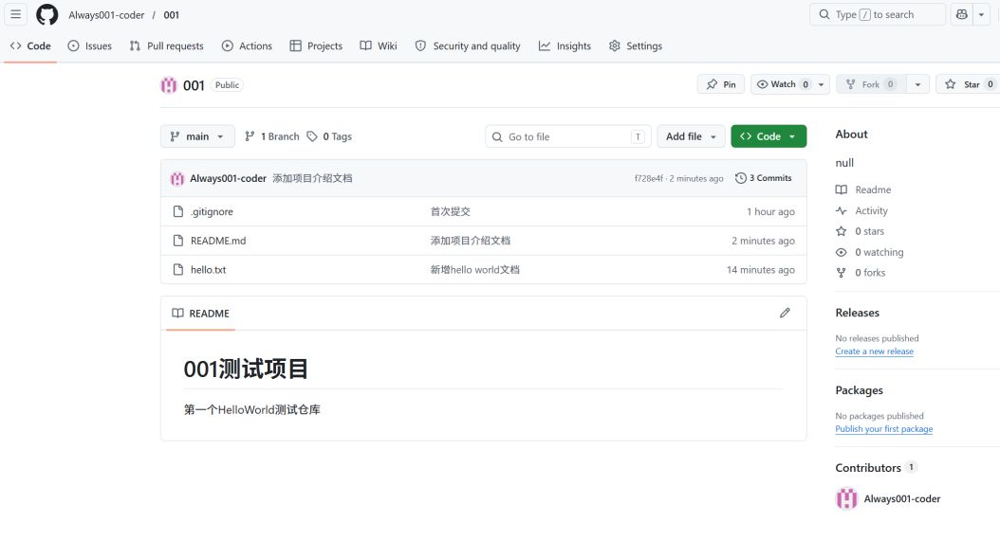 Always001-coder / 001
Type / to search
Code Issues Pull requests Actions Projects Wiki Security and quality Insights Settings
001 Public
Pin Watch 0 Fork 0 Star 0
main 1 Branch 0 Tags Go to file T Add file Code
Always001-coder 添加项目介绍文档 f728e4f · 2 minutes ago 3 Commits
.gitignore 首次提交 1 hour ago
README.md 添加项目介绍文档 2 minutes ago
hello.txt 新增hello world文档 14 minutes ago
README
001测试项目
第一个HelloWorld测试仓库
About
null
Readme
Activity
0 stars
0 watching
0 forks
Releases
No releases published
Create a new release
Packages
No packages published
Publish your first package
Contributors 1
Always001-coder